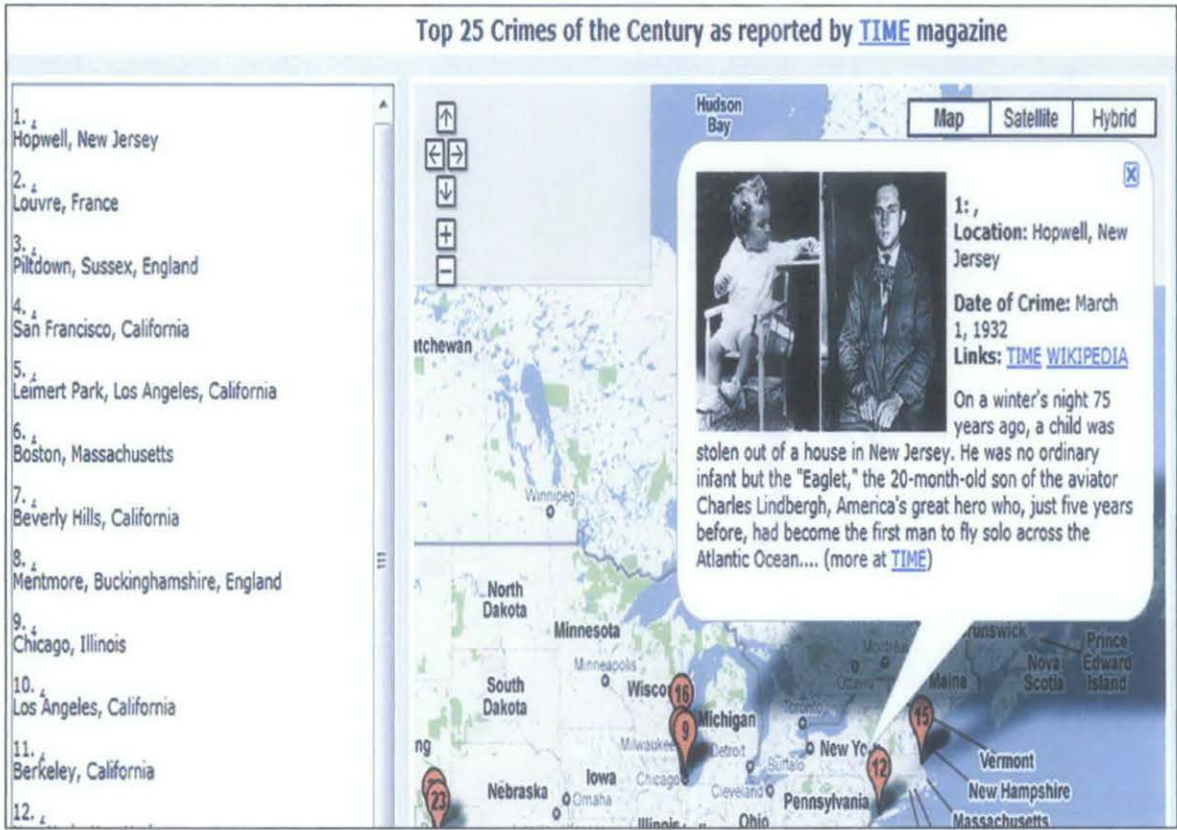 Top 25 Crimes of the Century as reported by TIME magazine
1.
Hopwell, New Jersey
2.
Louvre, France
3.
Piltdown, Sussex, England
4.
San Francisco, California
5.
Leimert Park, Los Angeles, California
6.
Boston, Massachusetts
7.
Beverly Hills, California
8.
Mentmore, Buckinghamshire, England
9.
Chicago, Illinois
10.
Los Angeles, California
11.
Berkeley, California
12.
Hudson
Bay
Map Satellite Hybrid
1: ,
Location: Hopwell, New
Jersey
Date of Crime: March
1, 1932
Links: TIME WIKIPEDIA
On a winter's night 75
years ago, a child was
stolen out of a house in New Jersey. He was no ordinary
infant but the "Eaglet," the 20-month-old son of the aviator
Charles Lindbergh, America's great hero who, just five years
before, had become the first man to fly solo across the
Atlantic Ocean.... (more at TIME)
atchewan
Winnipeg
North
Dakota
Minnesota
Minneapolis
South
Dakota
Wiscon
16
9
Michigan
Milwaukee
Detroit
Chicago
Toronto
Ottawa
Montreal
Maine
runswick
Prince
Edward
Island
Nova
Scotia
15
New Yo
Buffalo
Cleveland
12
Pennsylvania
Vermont
New Hampshire
Massachusetts
ng
23
Nebraska
Iowa
Omaha
Illinois
Ohio